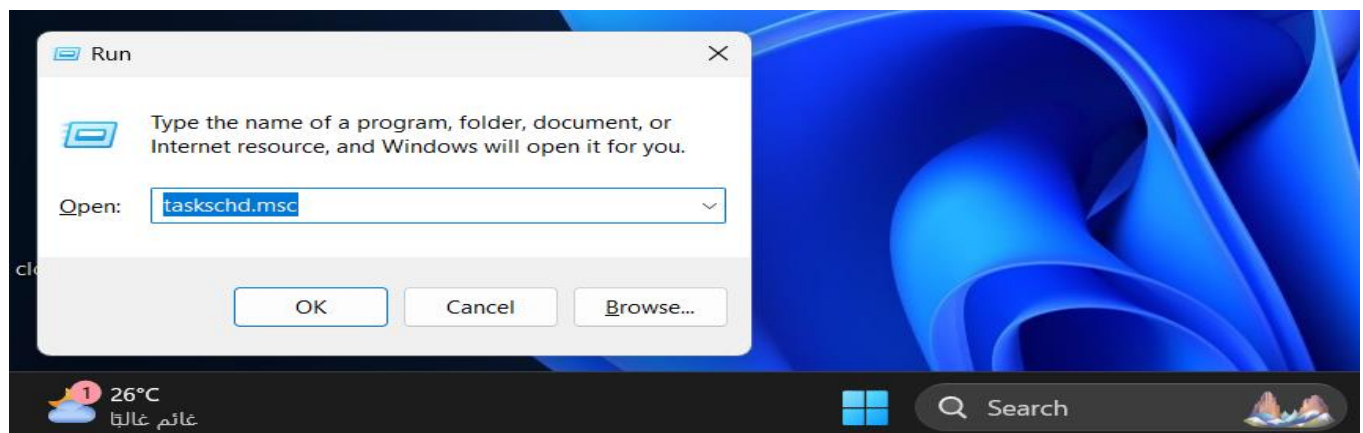 Run
Type the name of a program, folder, document, or
Internet resource, and Windows will open it for you.
Open: taskschd.msc
OK Cancel Browse...
1 26°C
غائم غالبًا
Search